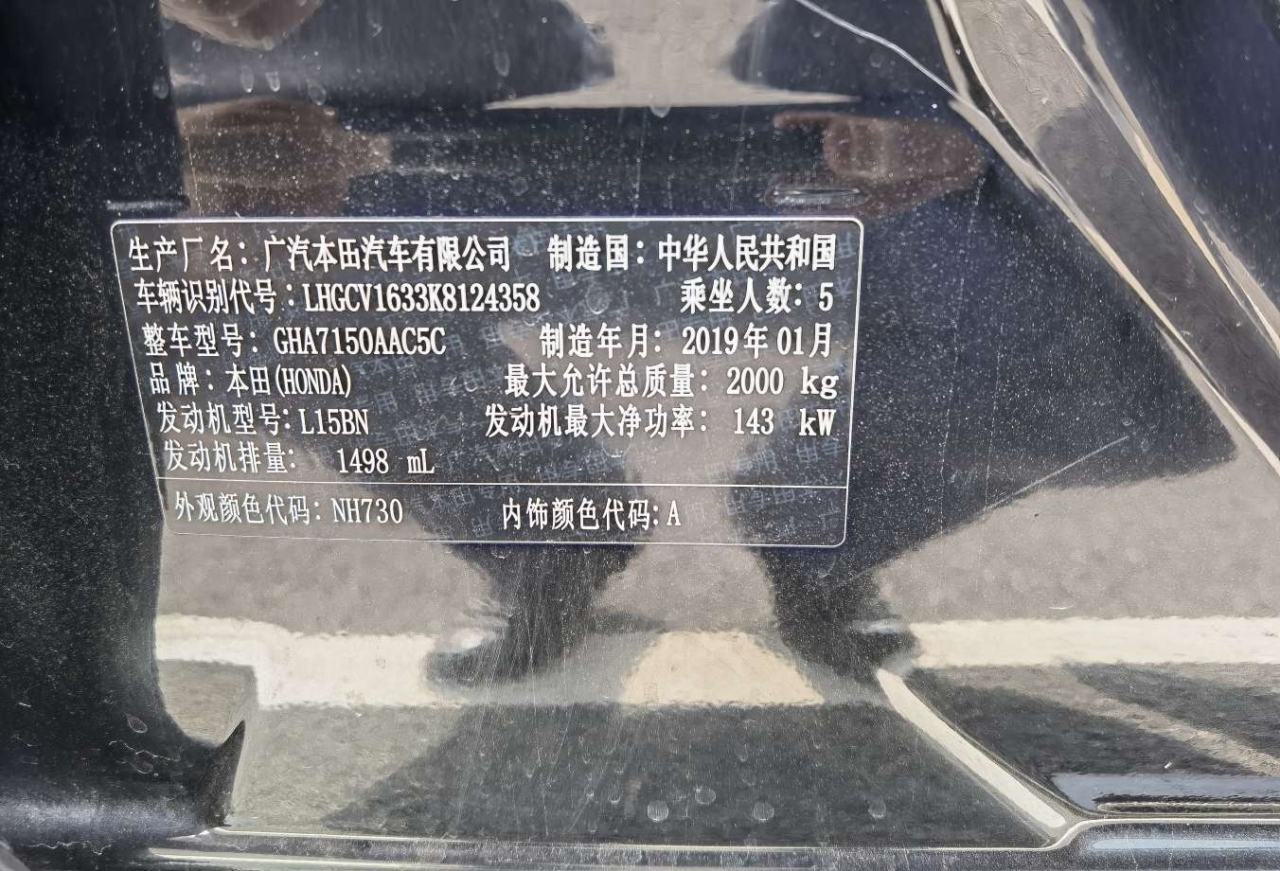 生产厂名：广汽本田汽车有限公司 制造国：中华人民共和国
车辆识别代号：LHGCV1633K8124358 乘坐人数：5
整车型号：GHA7150AAC5C 制造年月：2019年01月
品牌：本田(HONDA) 最大允许总质量：2000 kg
发动机型号：L15BN 发动机最大净功率：143 kW
发动机排量：1498 mL
外观颜色代码：NH730 内饰颜色代码：A